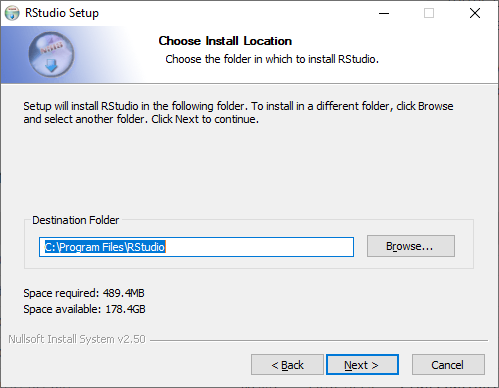 RStudio Setup
Choose Install Location
Choose the folder in which to install RStudio.
Setup will install RStudio in the following folder. To install in a different folder, click Browse
and select another folder. Click Next to continue.
Destination Folder
C:\Program Files\RStudio
Browse...
Space required: 489.4MB
Space available: 178.4GB
Nullsoft Install System v2.50
< Back
Next >
Cancel